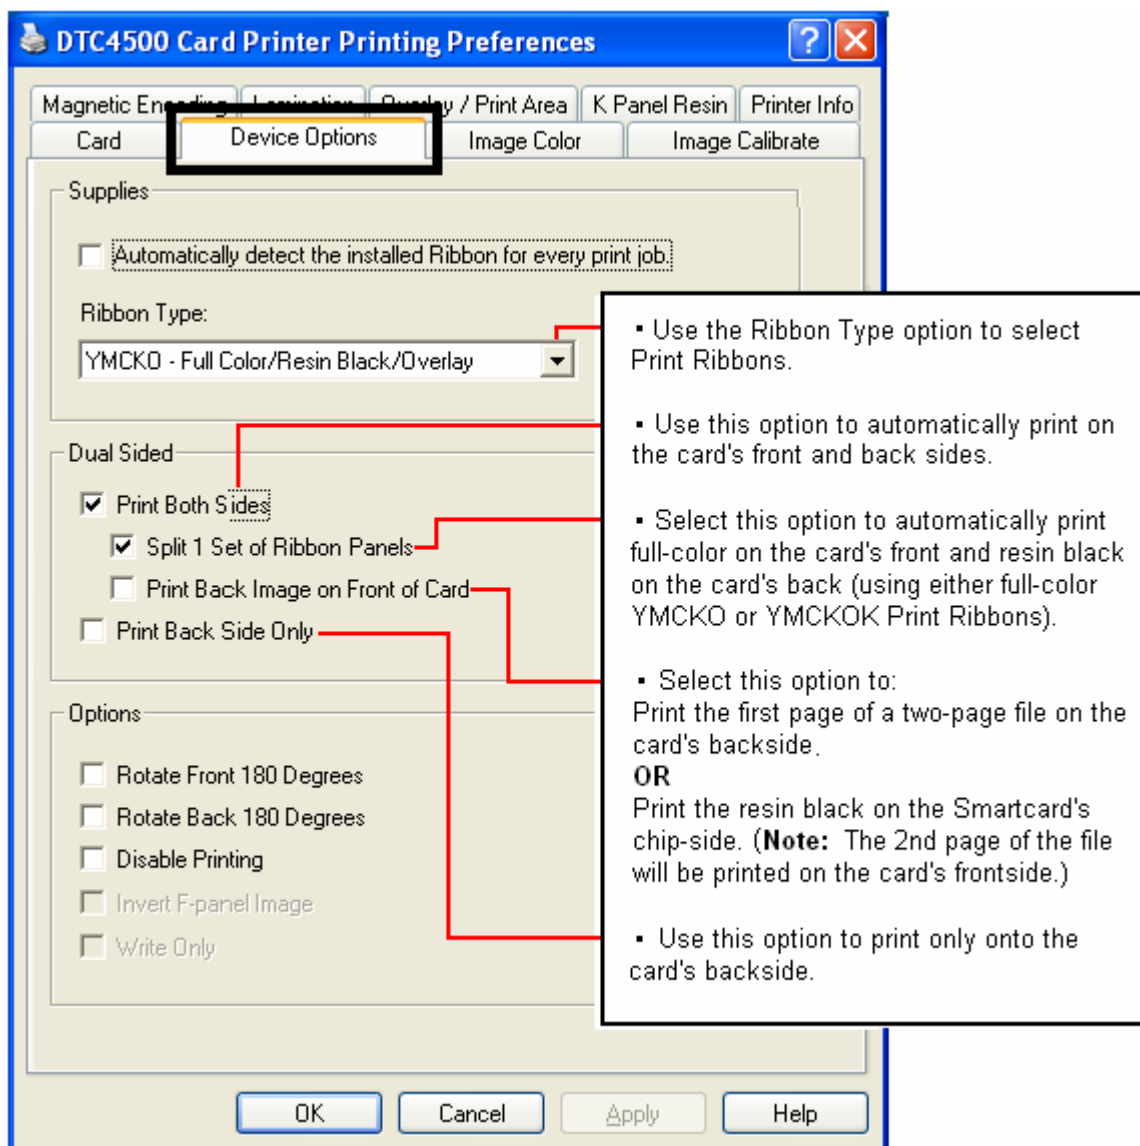 DTC4500 Card Printer Printing Preferences
Magnetic Encoding Lamination Overlay / Print Area K Panel Resin Printer Info
Card Device Options Image Color Image Calibrate
Supplies
Automatically detect the installed Ribbon for every print job.
Ribbon Type:
YMCKO - Full Color/Resin Black/Overlay
Dual Sided
Print Both Sides
Split 1 Set of Ribbon Panels
Print Back Image on Front of Card
Print Back Side Only
Options
Rotate Front 180 Degrees
Rotate Back 180 Degrees
Disable Printing
Invert F-panel Image
Write Only
▪ Use the Ribbon Type option to select
Print Ribbons.
▪ Use this option to automatically print on
the card's front and back sides.
▪ Select this option to automatically print
full-color on the card's front and resin black
on the card's back (using either full-color
YMCKO or YMCKOK Print Ribbons).
▪ Select this option to:
Print the first page of a two-page file on the
card's backside.
OR
Print the resin black on the Smartcard's
chip-side. (Note: The 2nd page of the file
will be printed on the card's frontside.)
▪ Use this option to print only onto the
card's backside.
OK Cancel Apply Help